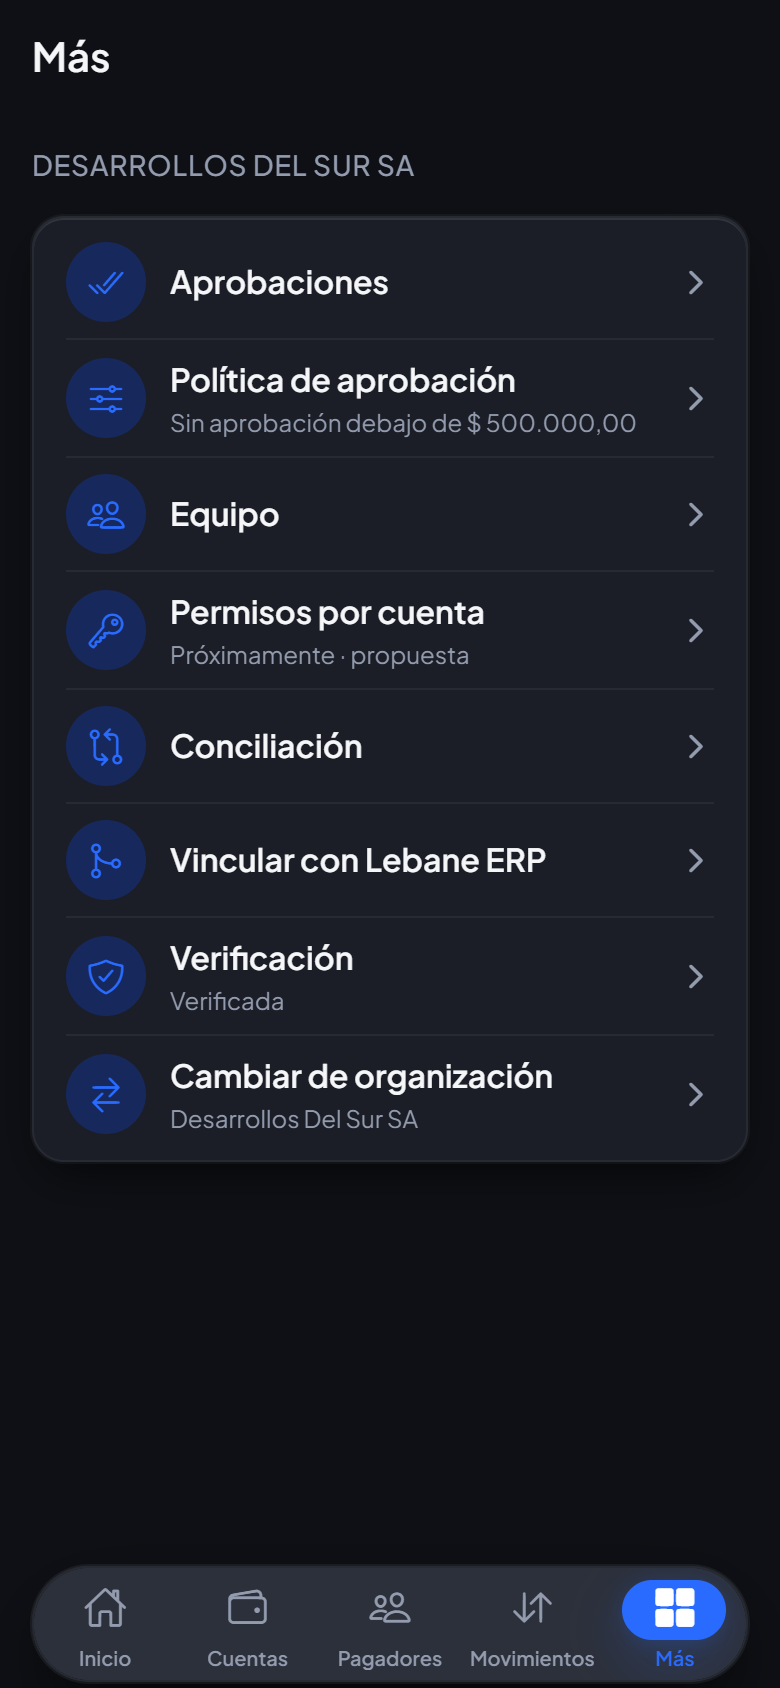 Más
DESARROLLOS DEL SUR SA
Aprobaciones
Política de aprobación
Sin aprobación debajo de $ 500.000,00
Equipo
Permisos por cuenta
Próximamente · propuesta
Conciliación
Vincular con Lebane ERP
Verificación
Verificada
Cambiar de organización
Desarrollos Del Sur SA
Inicio
Cuentas
Pagadores
Movimientos
Más